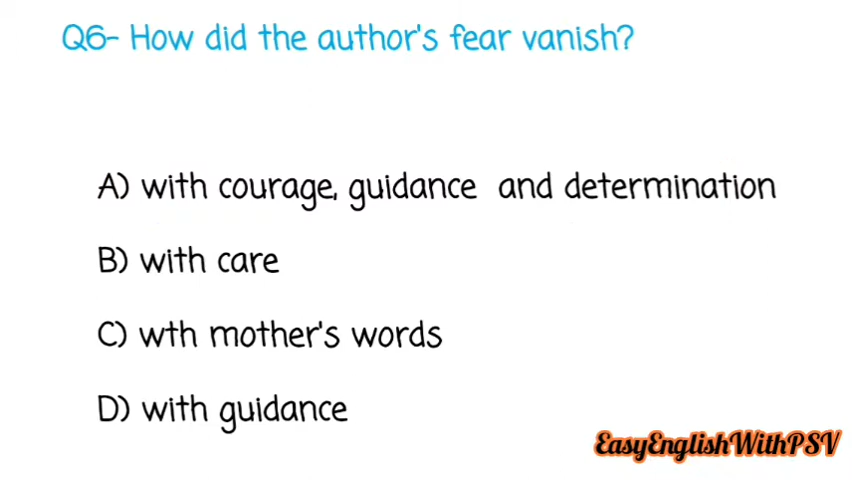 Q6- How did the author's fear vanish?
A) with courage, guidance and determination
B) with care
C) wth mother's words
D) with guidance
EasyEnglishWithPSV